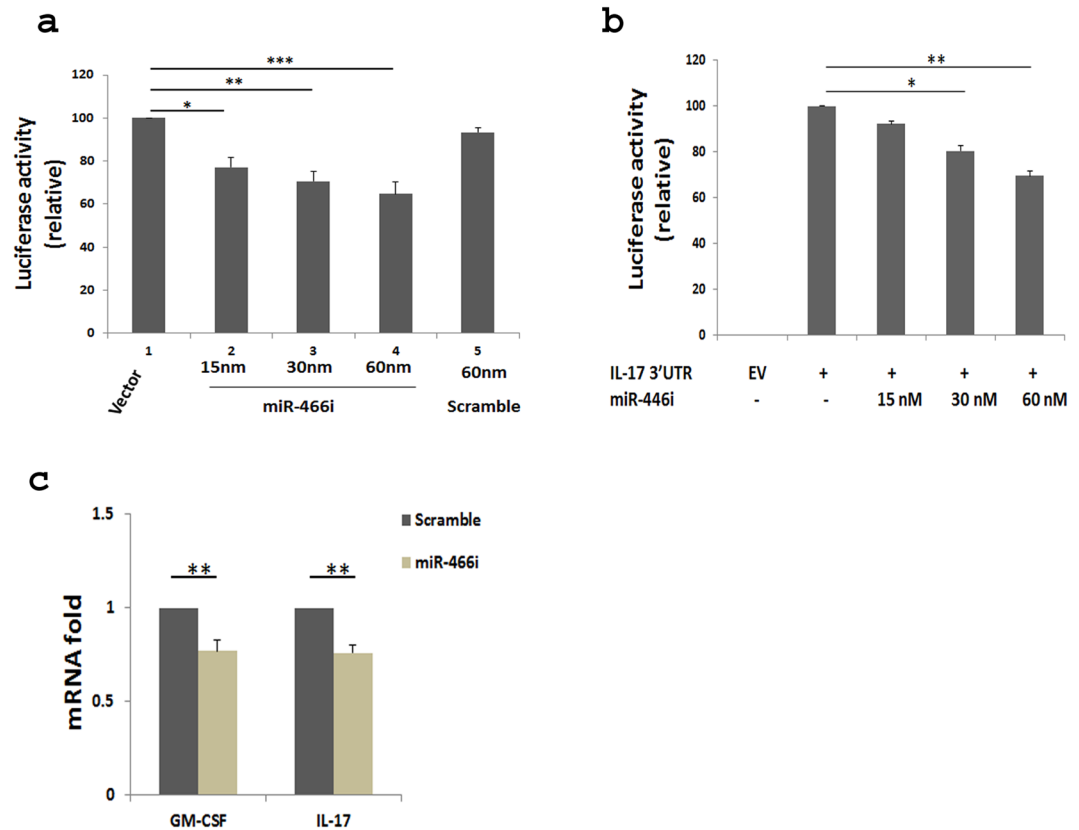 a
Luciferase activity
(relative)
120
100
80
60
40
20
0
***
**
*
1 2 3 4 5
Vector 15nm 30nm 60nm 60nm
miR-466i Scramble
b
Luciferase activity
(relative)
120
100
80
60
40
20
0
**
*
IL-17 3'UTR EV + + + +
miR-446i - - 15 nM 30 nM 60 nM
c
mRNA fold
1.5
1
0.5
0
** **
Scramble
miR-466i
GM-CSF IL-17